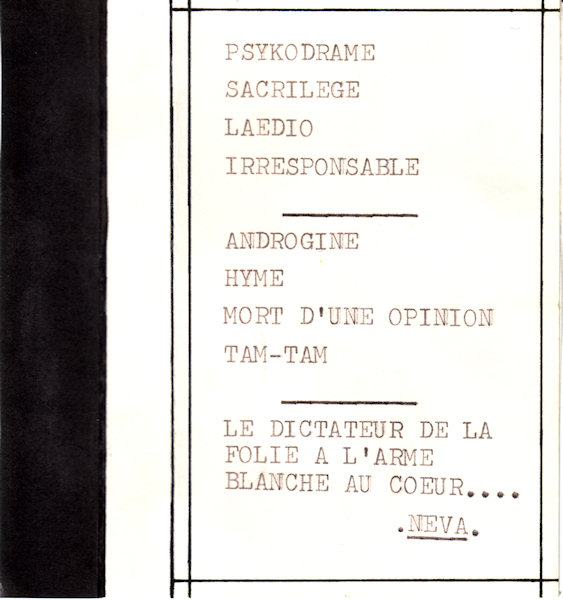 PSYKODRAME
SACRILEGE
LAEDIO
IRRESPONSABLE
ANDROGINE
HYME
MORT D'UNE OPINION
TAM-TAM
LE DICTATEUR DE LA
FOLIE A L'ARME
BLANCHE AU COEUR....
.NEVA.